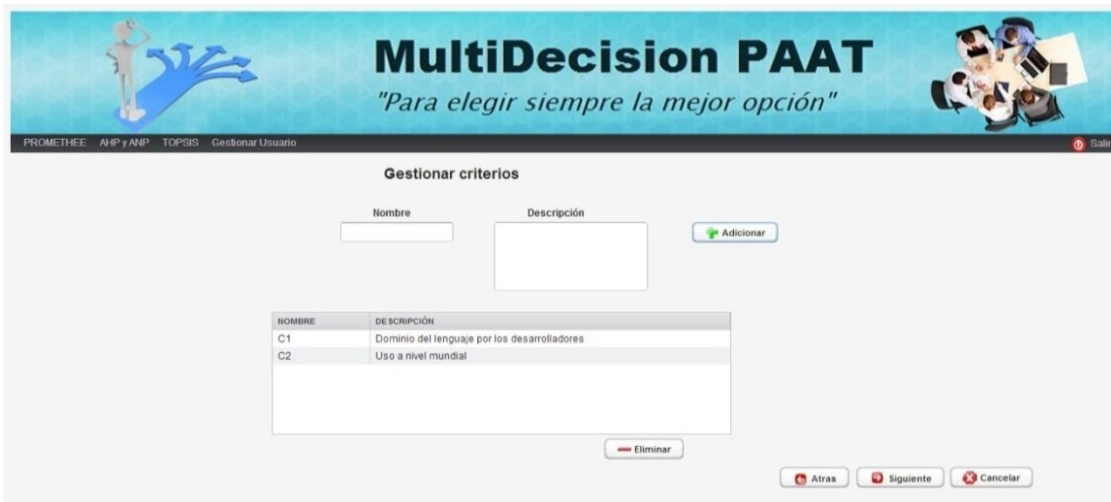 MultiDecision PAAT
"Para elegir siempre la mejor opción"
PROMETHEE AHP y ANP TOPSIS Gestionar Usuario Salir
Gestionar criterios
Nombre Descripción
Adicionar
NOMBRE DESCRIPCIÓN
C1 Dominio del lenguaje por los desarrolladores
C2 Uso a nivel mundial
Eliminar
Atras Siguiente Cancelar